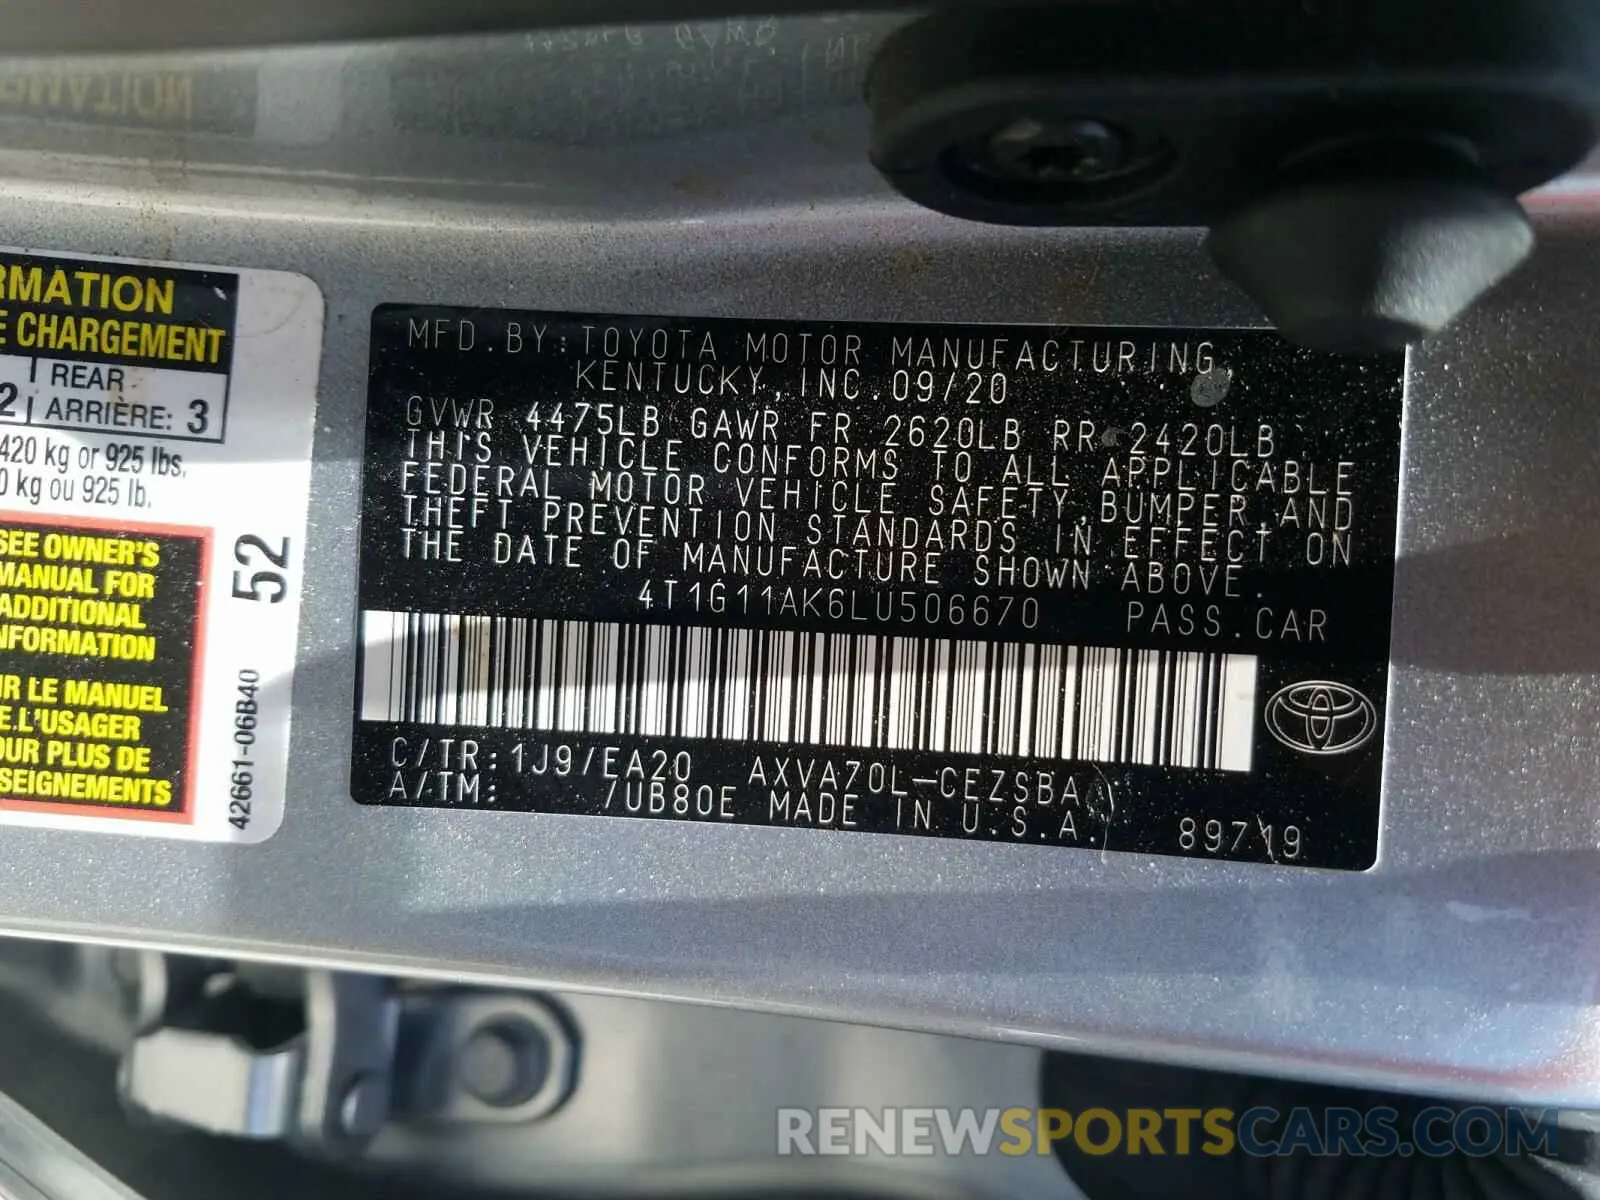 RMATION
E CHARGEMENT
2 REAR
ARRIÈRE: 3
420 kg or 925 lbs.
0 kg ou 925 lb.
SEE OWNER'S
MANUAL FOR
ADDITIONAL
NFORMATION
IR LE MANUEL
E L'USAGER
OUR PLUS DE
SEIGNEMENTS
52
42661-06B40
MFD. BY: TOYOTA MOTOR MANUFACTURING,
KENTUCKY, INC. 09/20
GVWR 4475LB GAWR FR 2620LB RR 2420LB
THIS VEHICLE CONFORMS TO ALL APPLICABLE
FEDERAL MOTOR VEHICLE SAFETY, BUMPER, AND
THEFT PREVENTION STANDARDS IN EFFECT ON
THE DATE OF MANUFACTURE SHOWN ABOVE.
4T1G11AK6LU506670 PASS. CAR
C/TR: 1J9/EA20 AXVA70L-CEZSBA
A/TM: /UB80E MADE IN U.S.A. 89719
RENEWSPORTSCARS.COM